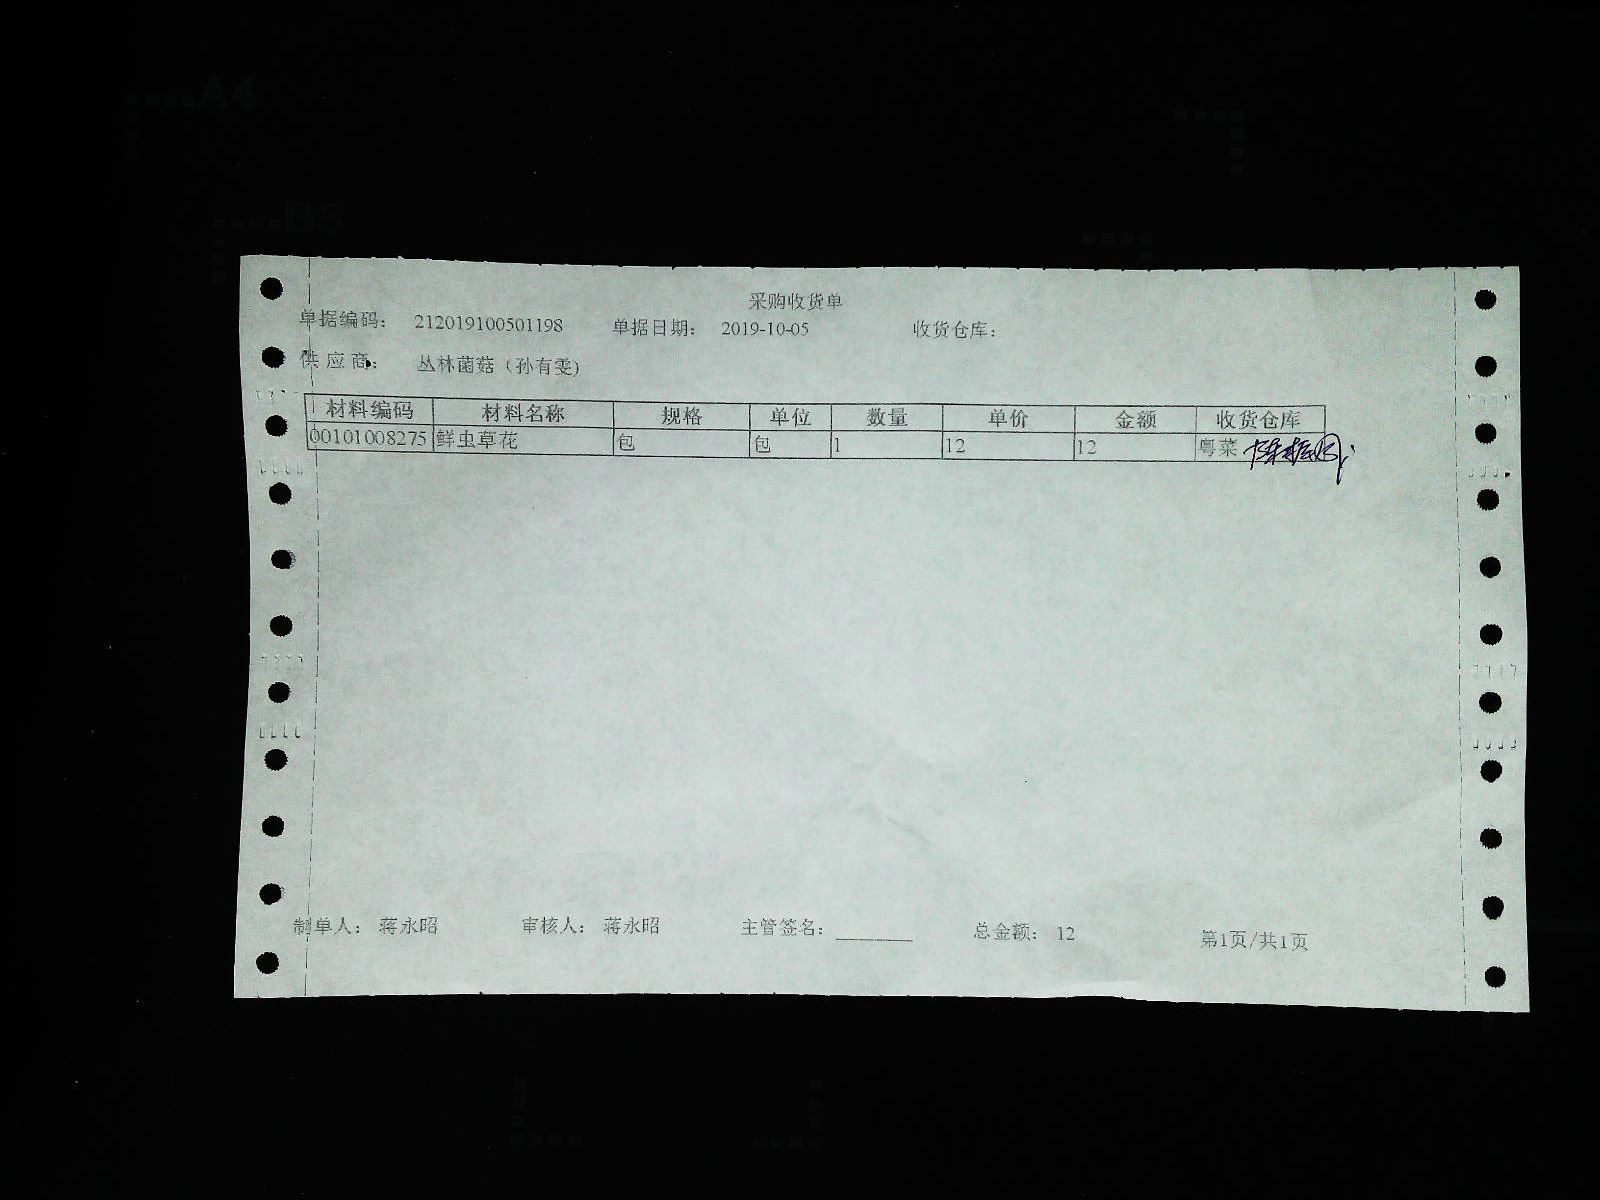 采购收货单
单据编码： 212019100501198 单据日期： 2019-10-05 收货仓库：
供应商： 丛林菌菇（孙有雯）
材料编码 材料名称 规格 单位 数量 单价 金额 收货仓库
00101008275 鲜虫草花 包 包 1 12 12 粤菜
制单人： 蒋永昭 审核人： 蒋永昭 主管签名：________ 总金额： 12 第1页/共1页